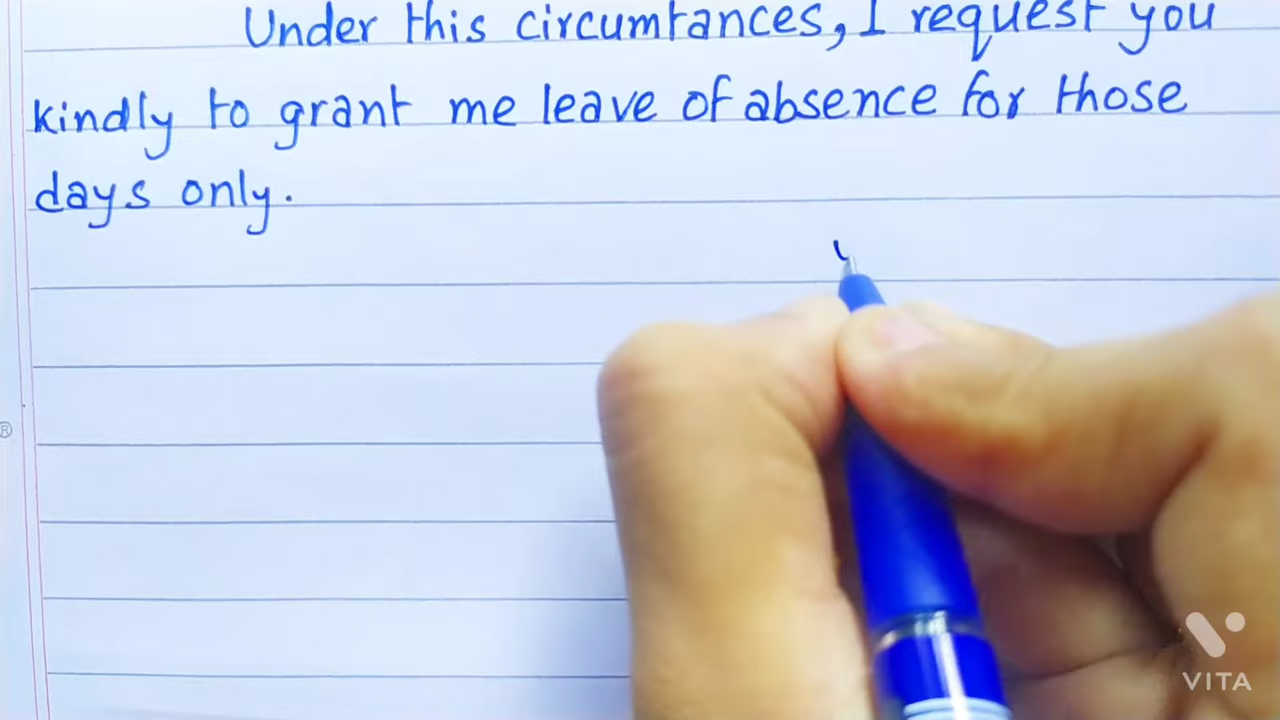 Under this circumtances, I request you
kindly to grant me leave of absence for those
days only.
®
VITA